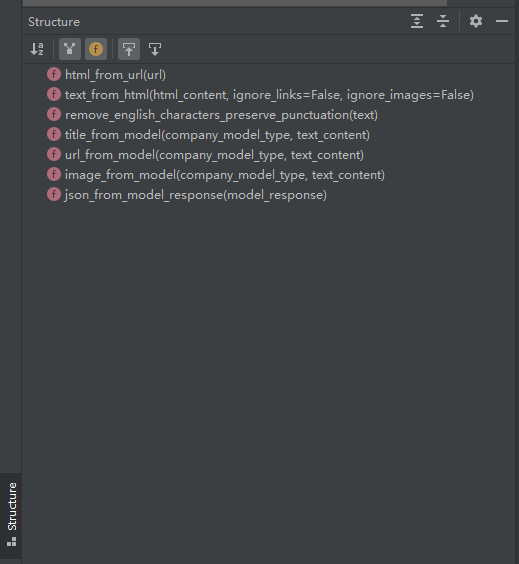 Structure
html_from_url(url)
text_from_html(html_content, ignore_links=False, ignore_images=False)
remove_english_characters_preserve_punctuation(text)
title_from_model(company_model_type, text_content)
url_from_model(company_model_type, text_content)
image_from_model(company_model_type, text_content)
json_from_model_response(model_response)
Structure